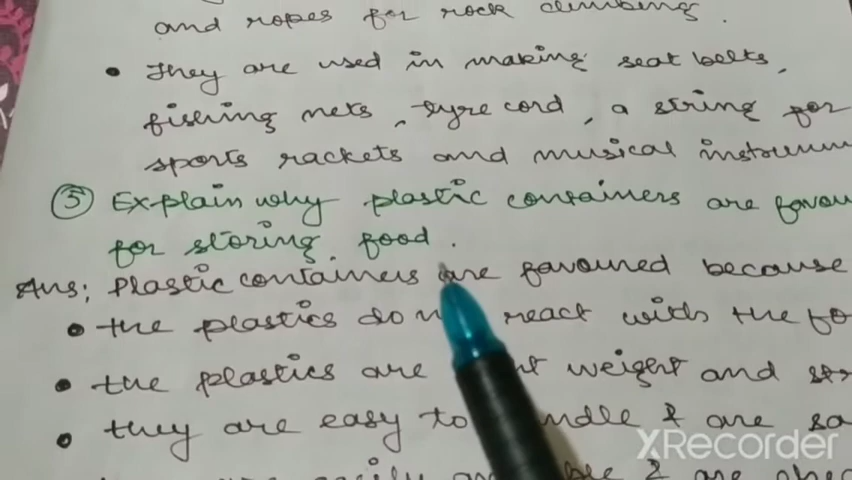 and ropes for rock climbing.
• They are used in making seat belts,
fishing nets, tyre cord, a string for
sports rackets and musical
⑤ Explain why plastic containers are
for storing food.
Ans; Plastic containers are favoured because
• the plastics do react with the
• the plastics are weight and
• they are easy to & are
& are
XRecorder